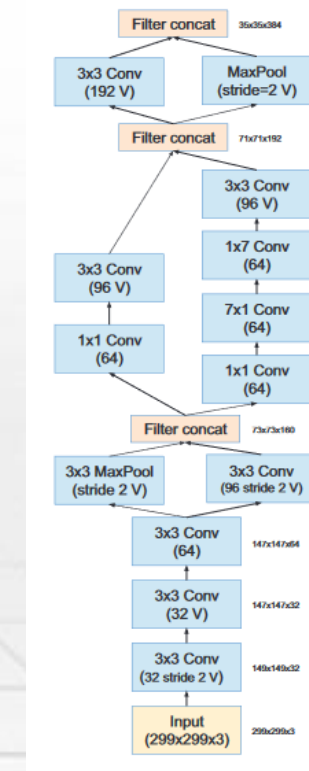 Filter concat
35x35x384
3x3 Conv
(192 V)
MaxPool
(stride=2 V)
Filter concat
71x71x192
3x3 Conv
(96 V)
1x7 Conv
(64)
3x3 Conv
(96 V)
7x1 Conv
(64)
1x1 Conv
(64)
1x1 Conv
(64)
Filter concat
73x73x160
3x3 MaxPool
(stride 2 V)
3x3 Conv
(96 stride 2 V)
3x3 Conv
(64)
147x147x64
3x3 Conv
(32 V)
147x147x32
3x3 Conv
(32 stride 2 V)
149x149x32
Input
(299x299x3)
299x299x3